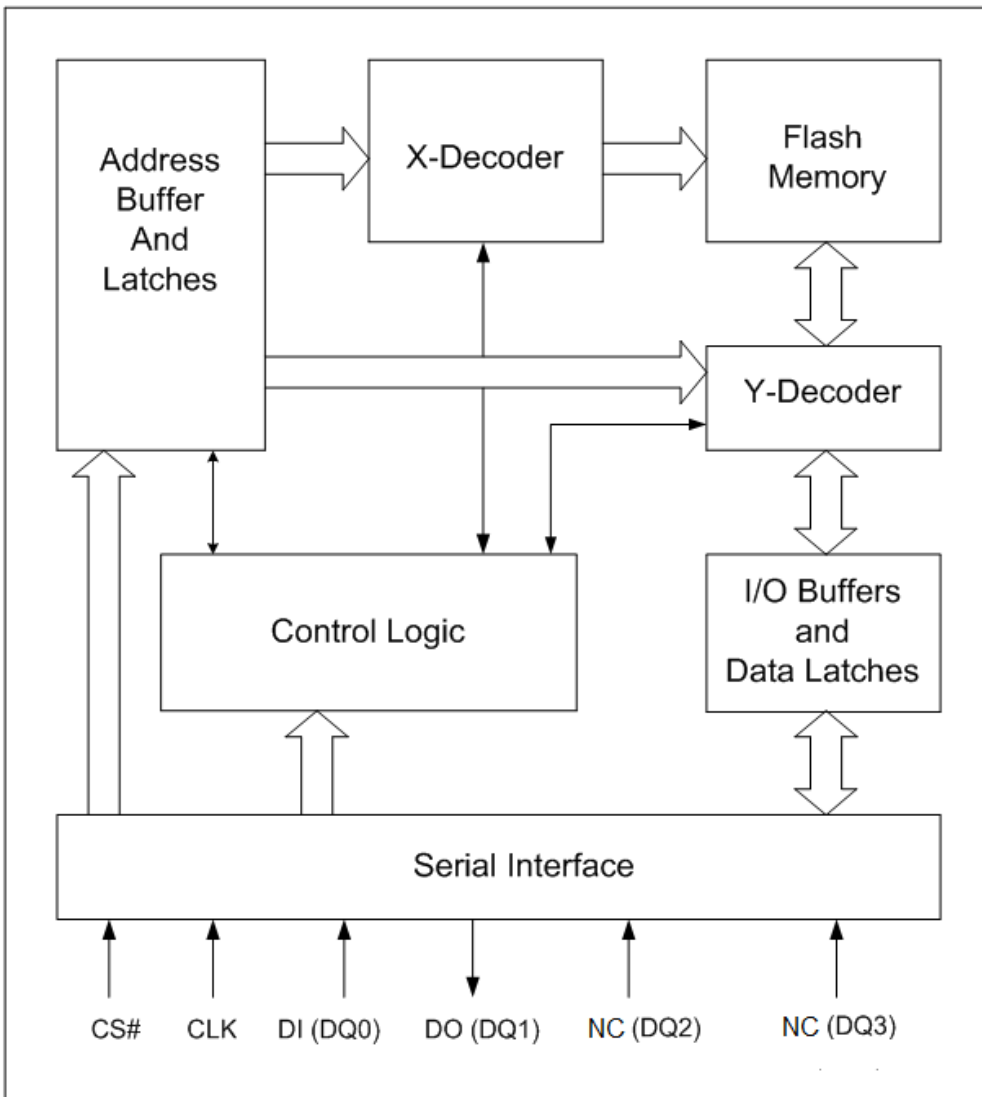 Address
Buffer
And
Latches
X-Decoder
Flash
Memory
Y-Decoder
Control Logic
I/O Buffers
and
Data Latches
Serial Interface
CS#
CLK
DI (DQ0)
DO (DQ1)
NC (DQ2)
NC (DQ3)